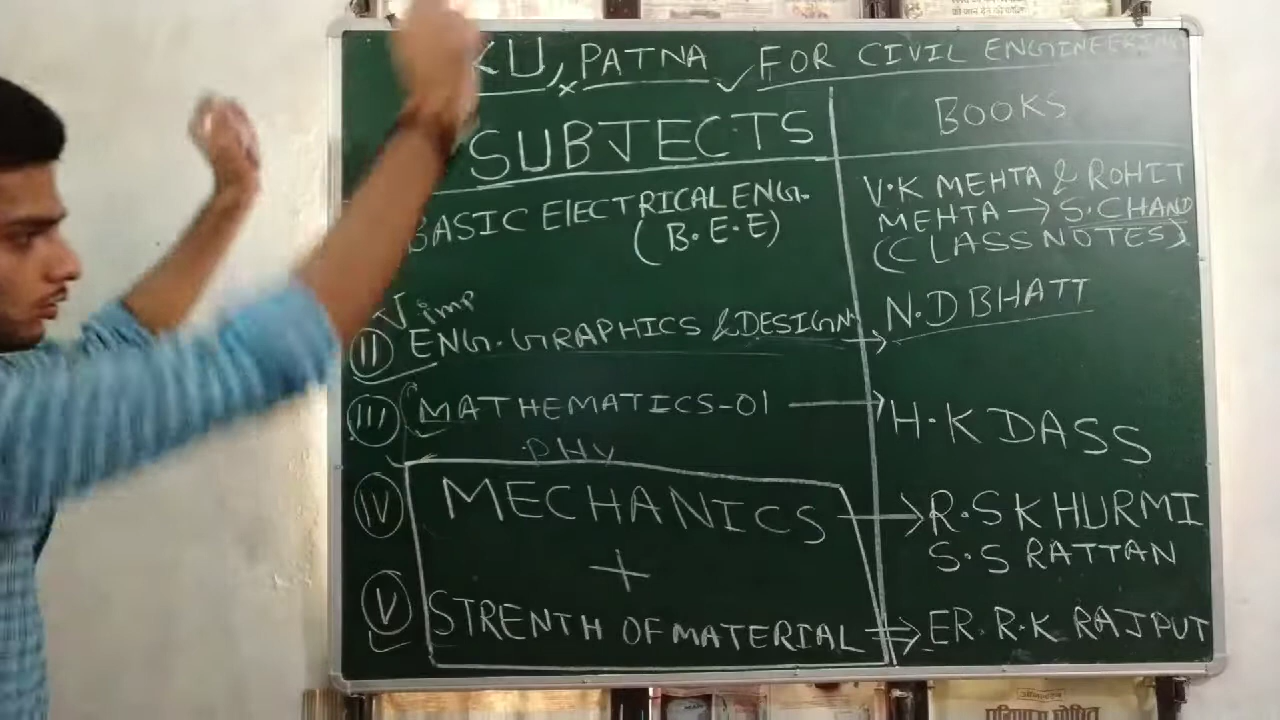 KU, PATNA FOR CIVIL ENGINEERING
SUBJECTS
BOOKS
BASIC ElECTRICAL ENG.
(B.E.E)
V.K MEHTA & ROHIT
MEHTA → S.CHAND
(CLASS NOTES)
V imp
II ENG. GRAPHICS & DESIGN → N.D BHATT
III MATHEMATICS-01 → H.K DASS
PHY
IV MECHANICS → R.S KHURMI
S.S RATTAN
+
V STRENTH OF MATERIAL → ER. R.K RAJPUT